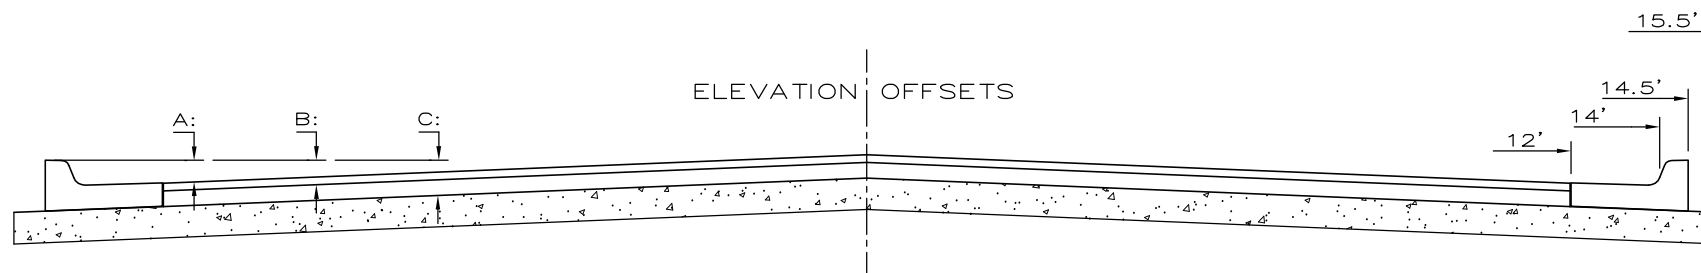 15.5'
ELEVATION OFFSETS
14.5'
A:
B:
C:
14'
12'